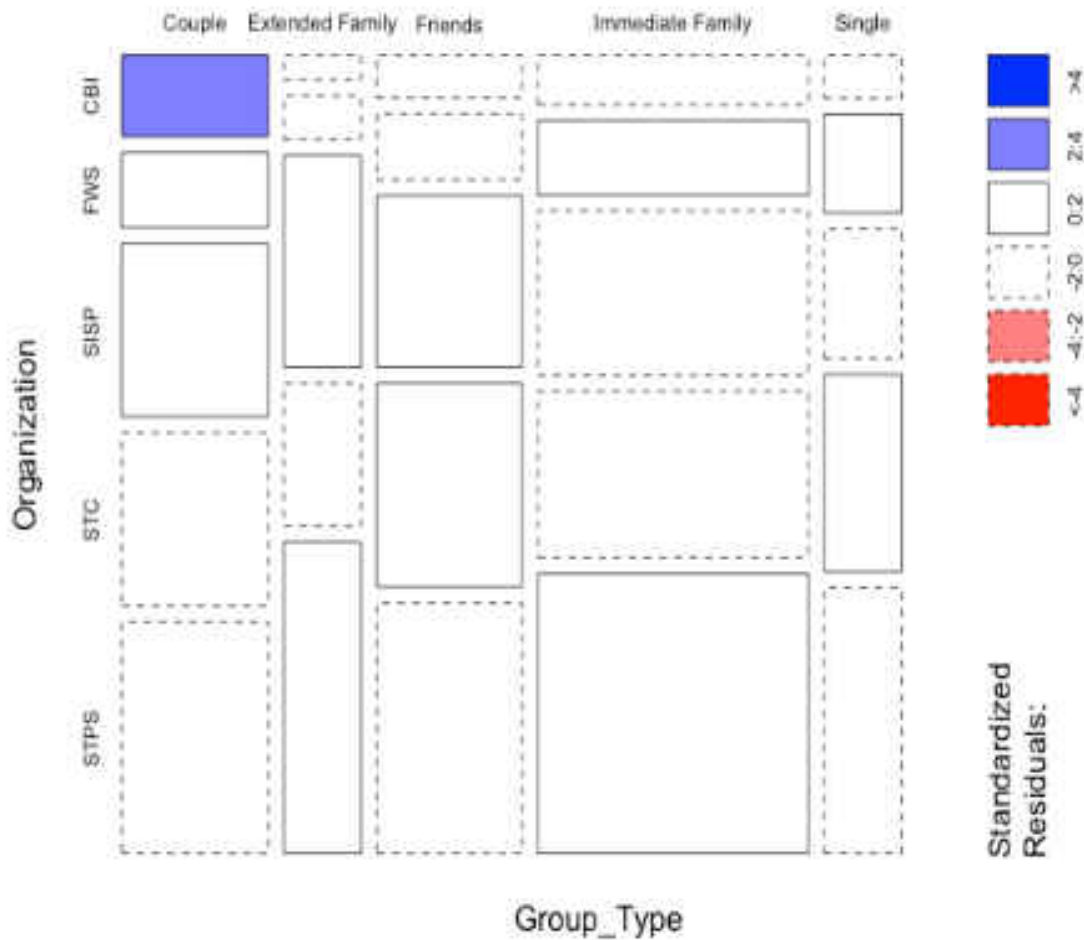 Couple Extended Family Friends Immediate Family Single
CBI
FWS
SISP
STC
STPS
Organization
Group_Type
>4
2:4
0:2
-2:0
-4:-2
<-4
Standardized
Residuals: